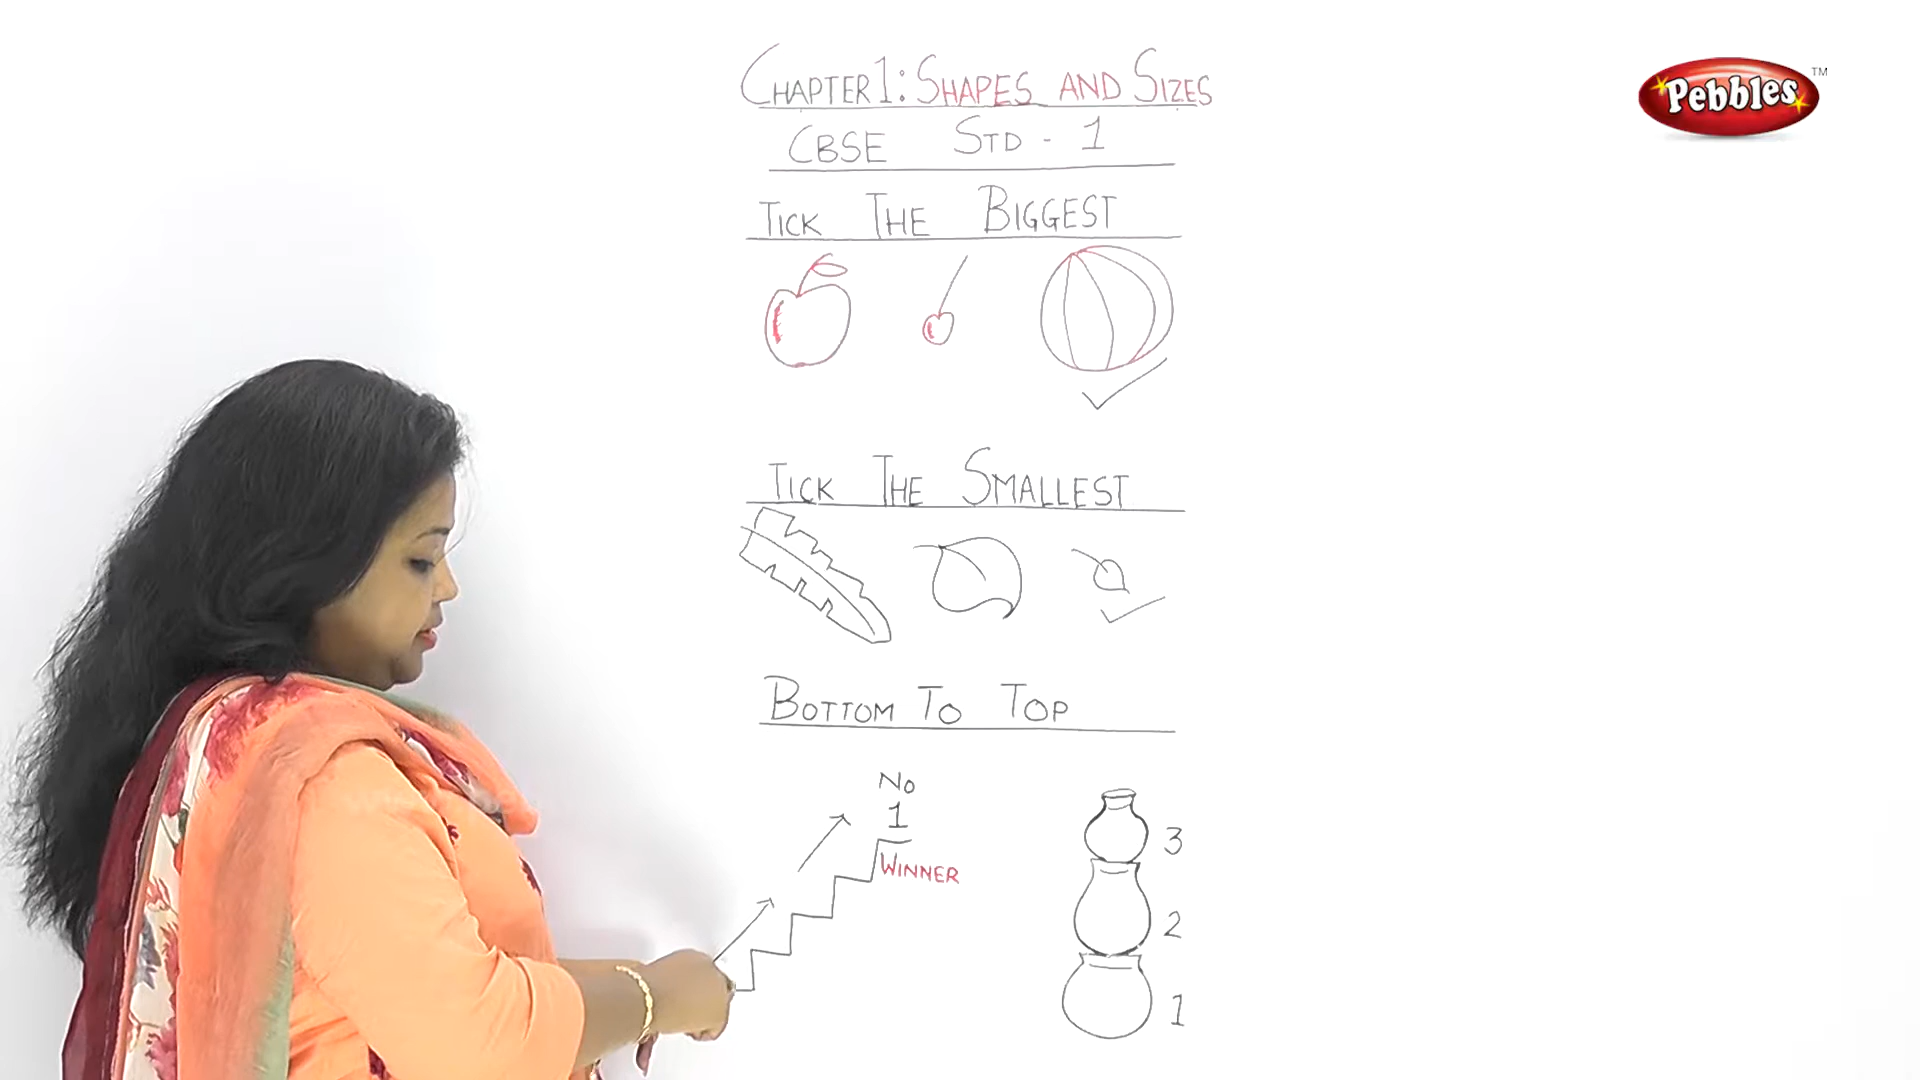 CHAPTER 1: SHAPES AND SIZES
CBSE STD - 1
TICK THE BIGGEST
TICK THE SMALLEST
BOTTOM TO TOP
No
1
WINNER
3
2
1
Pebbles™